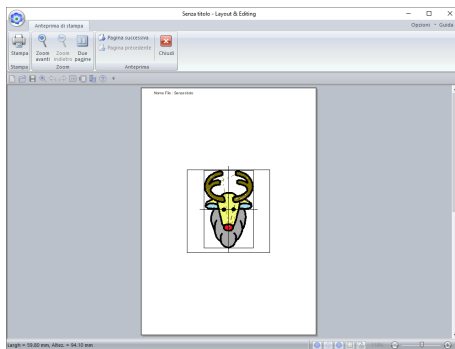 Senza titolo - Layout & Editing
Anteprima di stampa
Opzioni
Guida
Stampa
Zoom avanti
Zoom indietro
Due pagine
Pagina successiva
Pagina precedente
Chiudi
Stampa
Zoom
Anteprima
Nome File : Senza titolo
Largh = 59.80 mm, Altez. = 94.10 mm